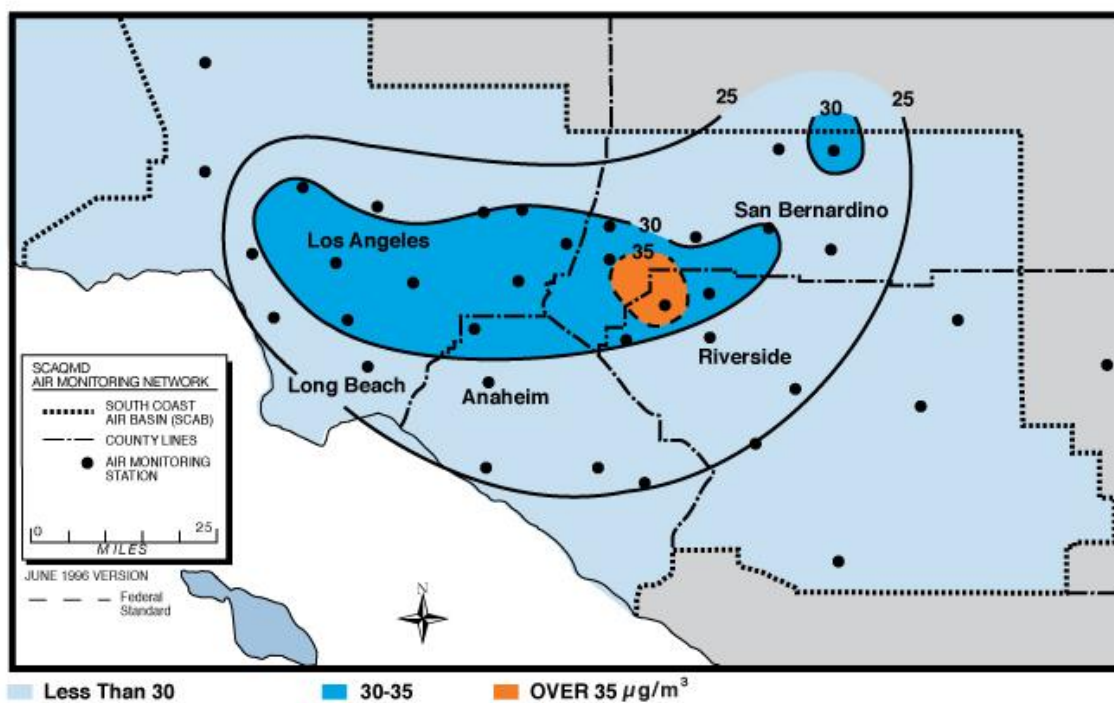 25
25
30
San Bernardino
Los Angeles
30
35
Riverside
Long Beach
Anaheim
SCAQMD
AIR MONITORING NETWORK
SOUTH COAST
AIR BASIN (SCAB)
COUNTY LINES
AIR MONITORING
STATION
0 25
MILES
JUNE 1996 VERSION
Federal
Standard
N
Less Than 30 30-35 OVER 35 µg/m³